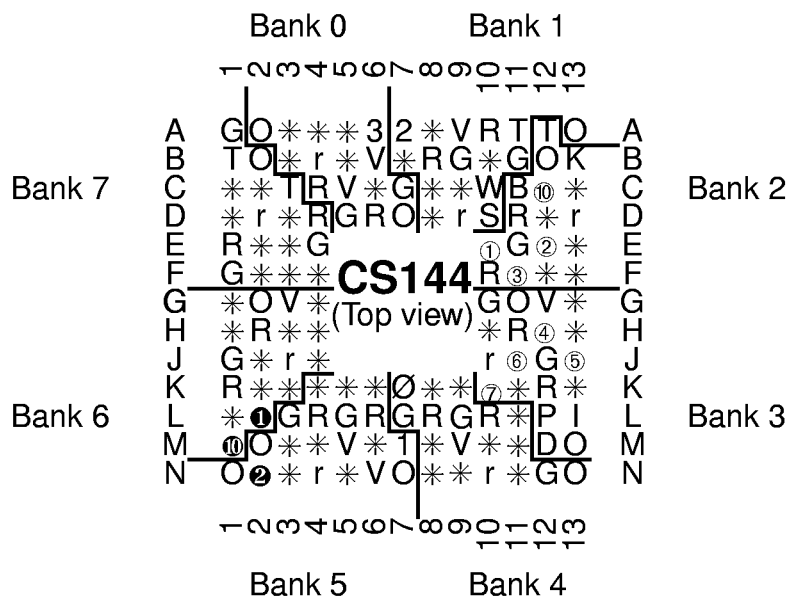 Bank 0 Bank 1
1 2 3 4 5 6 7 8 9 10 11 12 13
A G O ✳ ✳ ✳ 3 2 ✳ V R T T O A
B T O ✳ r ✳ V ✳ R G ✳ G O K B
Bank 7 C ✳ ✳ T R V ✳ G ✳ ✳ W B ⑩ ✳ C Bank 2
D ✳ r ✳ R G R O ✳ r S R ✳ r D
E R ✳ ✳ G ① G ② ✳ E
F G ✳ ✳ ✳ CS144 R ③ ✳ ✳ F
G ✳ O V ✳ (Top view) G O V ✳ G
H ✳ R ✳ ✳ ✳ R ④ ✳ H
J G ✳ r ✳ r ⑥ G ⑤ J
K R ✳ ✳ ✳ ✳ ✳ Ø ✳ ✳ ⑦ ✳ R ✳ K
Bank 6 L ✳ ❶ G R G R G R G R ✳ P I L Bank 3
M ❿ O ✳ ✳ V ✳ 1 ✳ V ✳ ✳ D O M
N O ❷ ✳ r ✳ V O ✳ ✳ r ✳ G O N
1 2 3 4 5 6 7 8 9 10 11 12 13
Bank 5 Bank 4